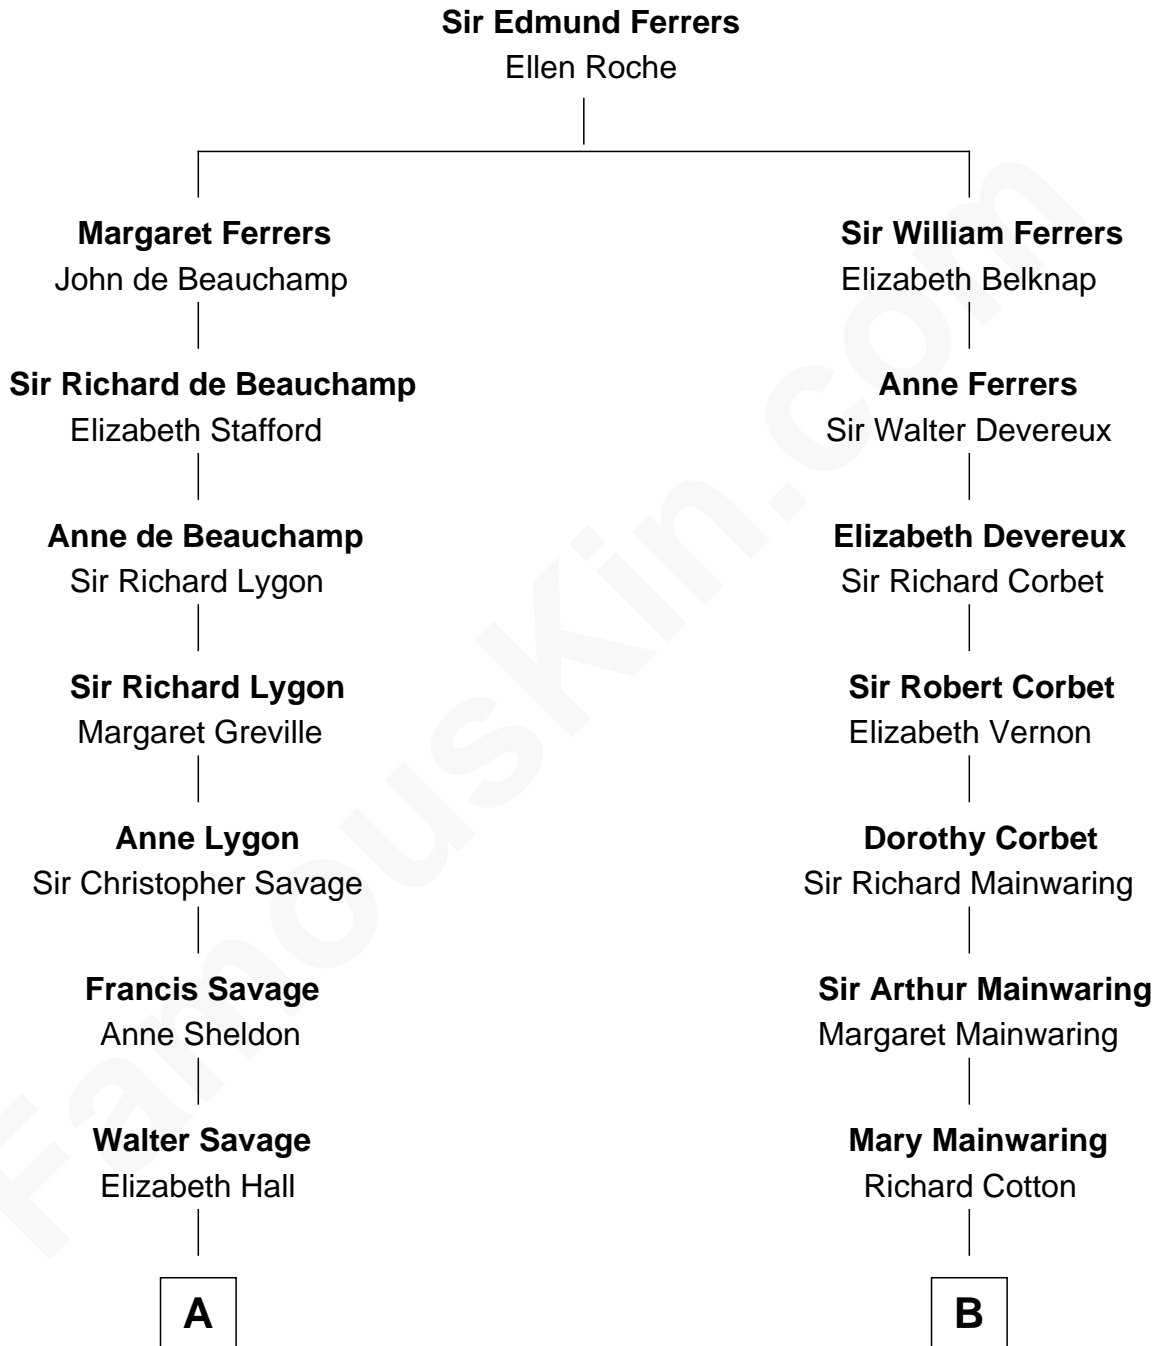 Sir Edmund Ferrers
Ellen Roche
Margaret Ferrers
John de Beauchamp
Sir William Ferrers
Elizabeth Belknap
Sir Richard de Beauchamp
Elizabeth Stafford
Anne Ferrers
Sir Walter Devereux
Anne de Beauchamp
Sir Richard Lygon
Elizabeth Devereux
Sir Richard Corbet
Sir Richard Lygon
Margaret Greville
Sir Robert Corbet
Elizabeth Vernon
Anne Lygon
Sir Christopher Savage
Dorothy Corbet
Sir Richard Mainwaring
Francis Savage
Anne Sheldon
Sir Arthur Mainwaring
Margaret Mainwaring
Walter Savage
Elizabeth Hall
Mary Mainwaring
Richard Cotton
A
B
FamousKin.com